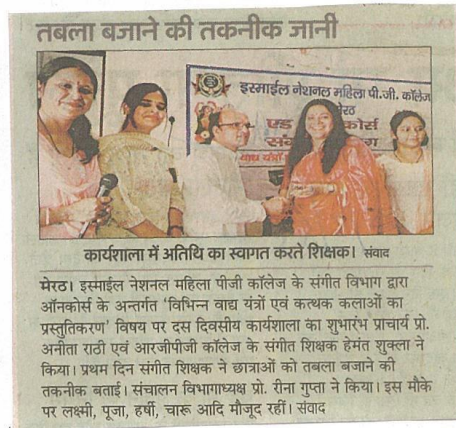 तबला बजाने की तकनीक जानी
इस्माईल नेशनल महिला पी.जी. कॉलेज
मेरठ
एड
कोर्स
कार्यशाला में अतिथि का स्वागत करते शिक्षक। संवाद
मेरठ। इस्माईल नेशनल महिला पीजी कॉलेज के संगीत विभाग द्वारा
ऑनकोर्स के अन्तर्गत 'विभिन्न वाद्य यंत्रों एवं कत्थक कलाओं का
प्रस्तुतिकरण' विषय पर दस दिवसीय कार्यशाला का शुभारंभ प्राचार्य प्रो.
अनीता राठी एवं आरजीपीजी कॉलेज के संगीत शिक्षक हेमंत शुक्ला ने
किया। प्रथम दिन संगीत शिक्षक ने छात्राओं को तबला बजाने की
तकनीक बताई। संचालन विभागाध्यक्ष प्रो. रीना गुप्ता ने किया। इस मौके
पर लक्ष्मी, पूजा, हर्षी, चारू आदि मौजूद रहीं। संवाद